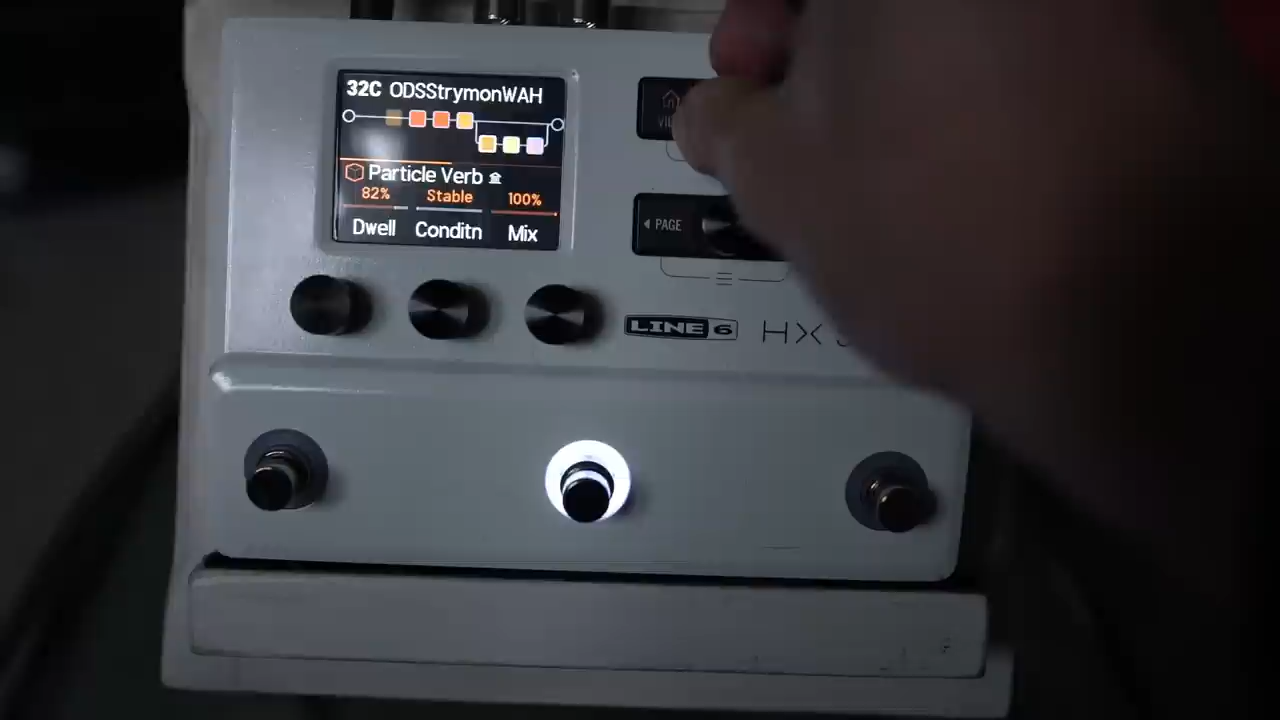 32C ODSStrymonWAH
Particle Verb
82% Stable 100%
Dwell Conditn Mix
PAGE
LINE 6 HX